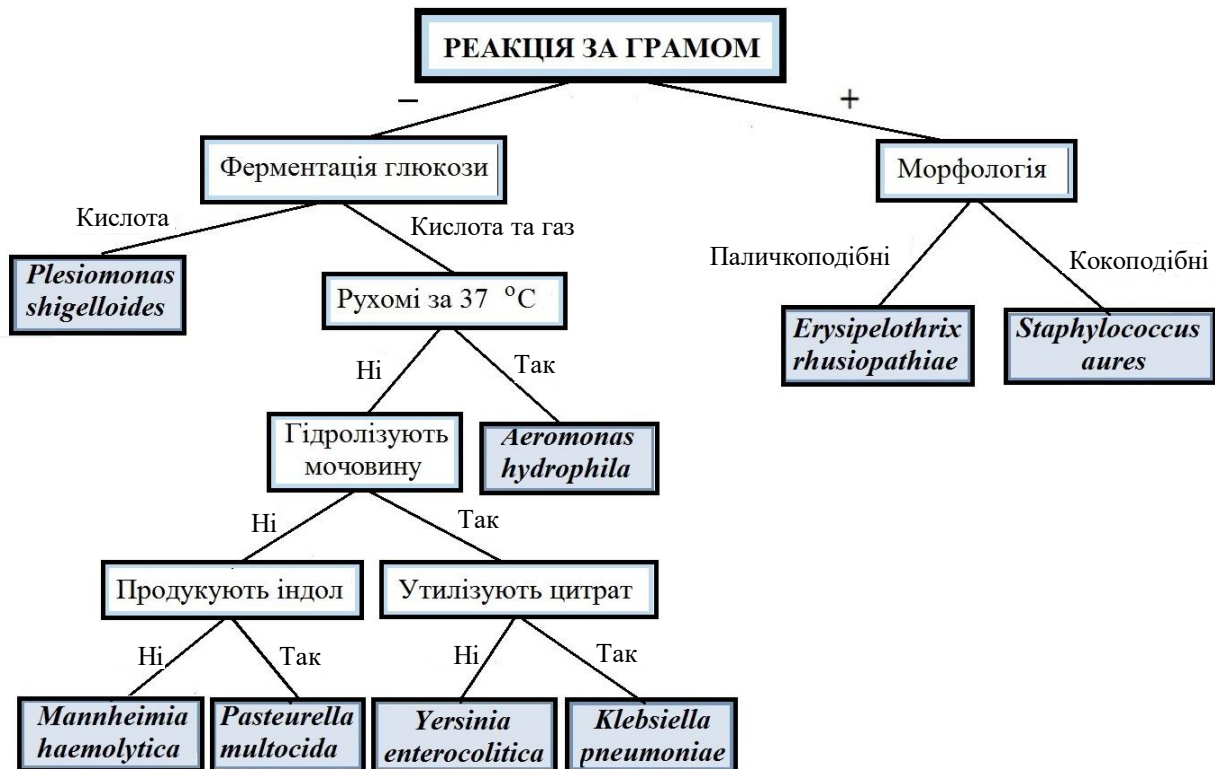 РЕАКЦІЯ ЗА ГРАМОМ
–
+
Ферментація глюкози
Морфологія
Кислота
Кислота та газ
Паличкоподібні
Кокоподібні
Plesiomonas
shigelloides
Рухомі за 37 °С
Erysipelothrix
rhusiopathiae
Staphylococcus
aures
Ні
Так
Гідролізують
мочовину
Aeromonas
hydrophila
Ні
Так
Продукують індол
Утилізують цитрат
Ні
Так
Ні
Так
Mannheimia
haemolytica
Pasteurella
multocida
Yersinia
enterocolitica
Klebsiella
pneumoniae